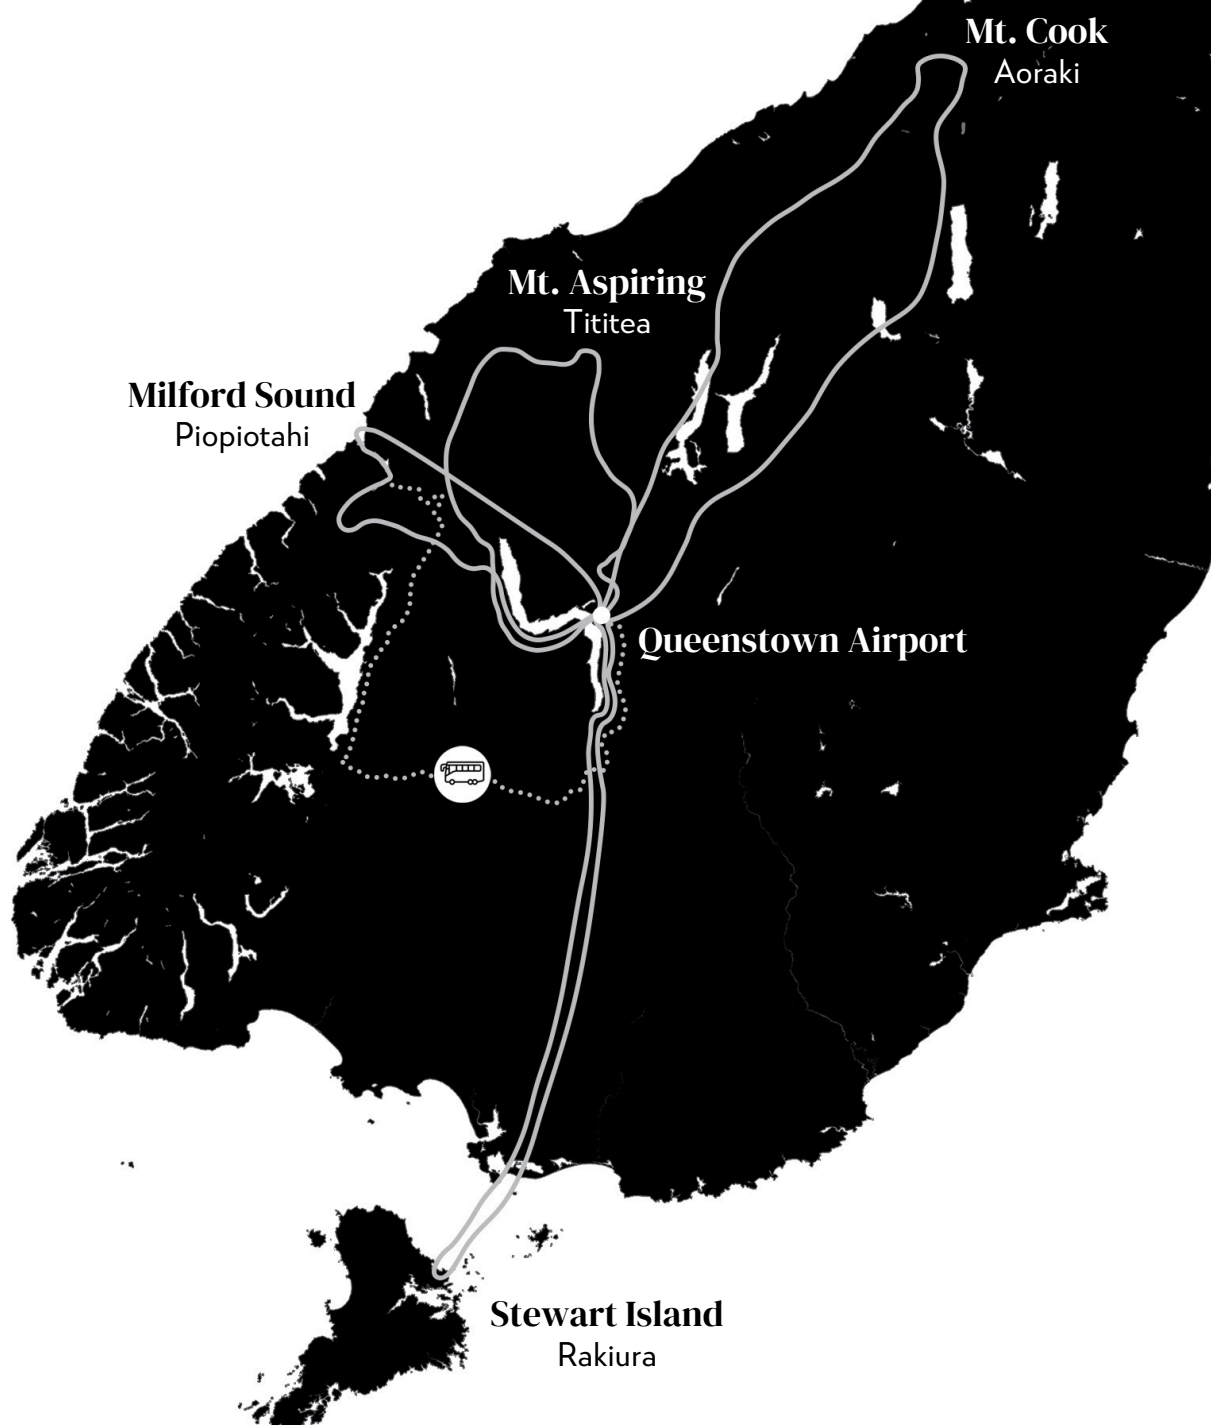 Mt. Cook
Aoraki
Mt. Aspiring
Tititea
Milford Sound
Piopiotahi
Queenstown Airport
Stewart Island
Rakiura